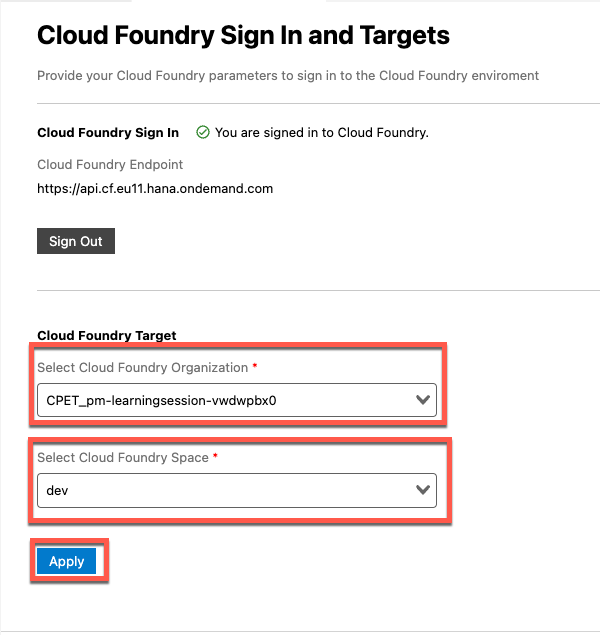 Cloud Foundry Sign In and Targets
Provide your Cloud Foundry parameters to sign in to the Cloud Foundry enviroment
Cloud Foundry Sign In You are signed in to Cloud Foundry.
Cloud Foundry Endpoint
https://api.cf.eu11.hana.ondemand.com
Sign Out
Cloud Foundry Target
Select Cloud Foundry Organization *
CPET_pm-learningsession-vwdwpbx0
Select Cloud Foundry Space *
dev
Apply